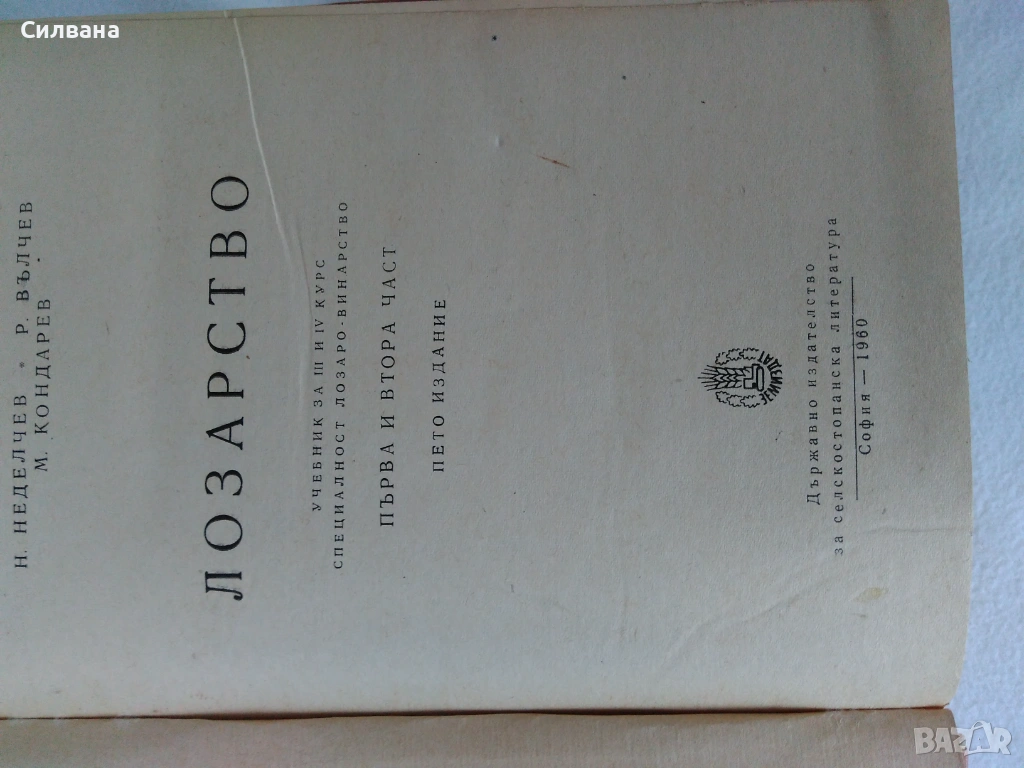 Силвана
Н. НЕДЕЛЧЕВ • Р. ВЪЛЧЕВ
М. КОНДАРЕВ
ЛОЗАРСТВО
УЧЕБНИК ЗА III И IV КУРС
СПЕЦИАЛНОСТ ЛОЗАРО-ВИНАРСТВО
ПЪРВА И ВТОРА ЧАСТ
ПЕТО ИЗДАНИЕ
ЗЕМИЗДАТ
Държавно издателство
за селскостопанска литература
София — 1960
BAZAR